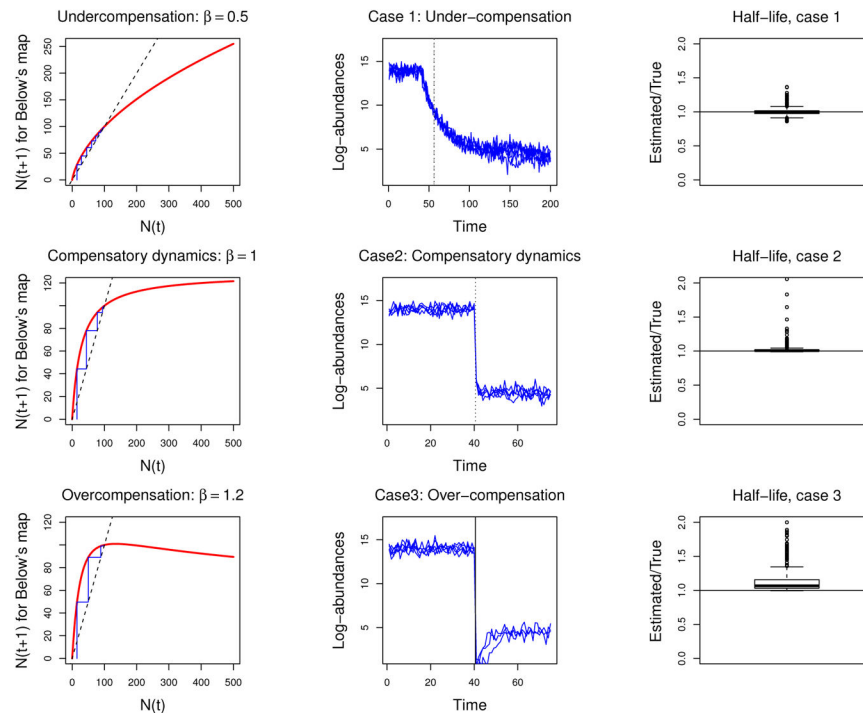 Undercompensation: β = 0.5
N(t+1) for Below's map
0 50 100 150 200 250
0 100 200 300 400 500
N(t)
Case 1: Under−compensation
Log−abundances
5 10 15
0 50 100 150 200
Time
Half−life, case 1
Estimated/True
0.0 0.5 1.0 1.5 2.0
Compensatory dynamics: β = 1
N(t+1) for Below's map
0 20 40 60 80 120
0 100 200 300 400 500
N(t)
Case2: Compensatory dynamics
Log−abundances
5 10 15
0 20 40 60
Time
Half−life, case 2
Estimated/True
0.0 0.5 1.0 1.5 2.0
Overcompensation: β = 1.2
N(t+1) for Below's map
0 20 40 60 80 120
0 100 200 300 400 500
N(t)
Case3: Over−compensation
Log−abundances
5 10 15
0 20 40 60
Time
Half−life, case 3
Estimated/True
0.0 0.5 1.0 1.5 2.0